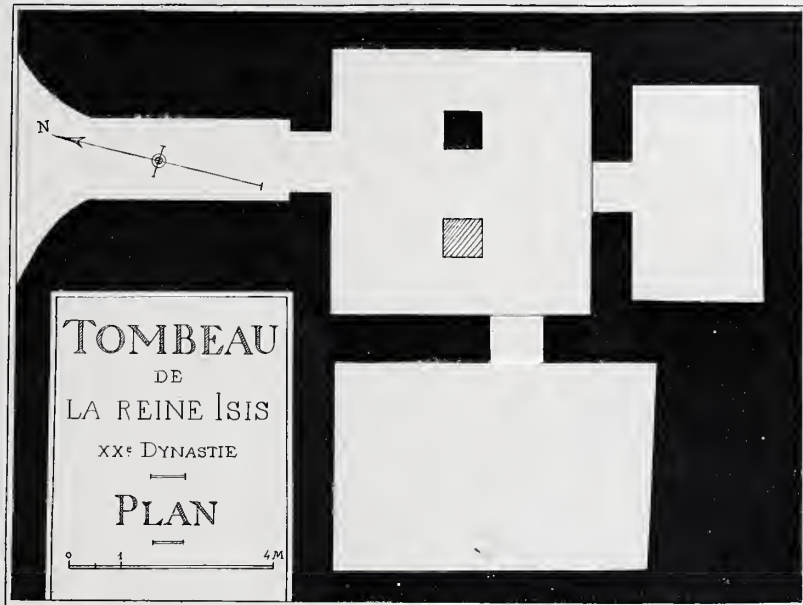 N
TOMBEAU
DE
LA REINE ISIS
XXᵉ DYNASTIE
PLAN
0 1 4M